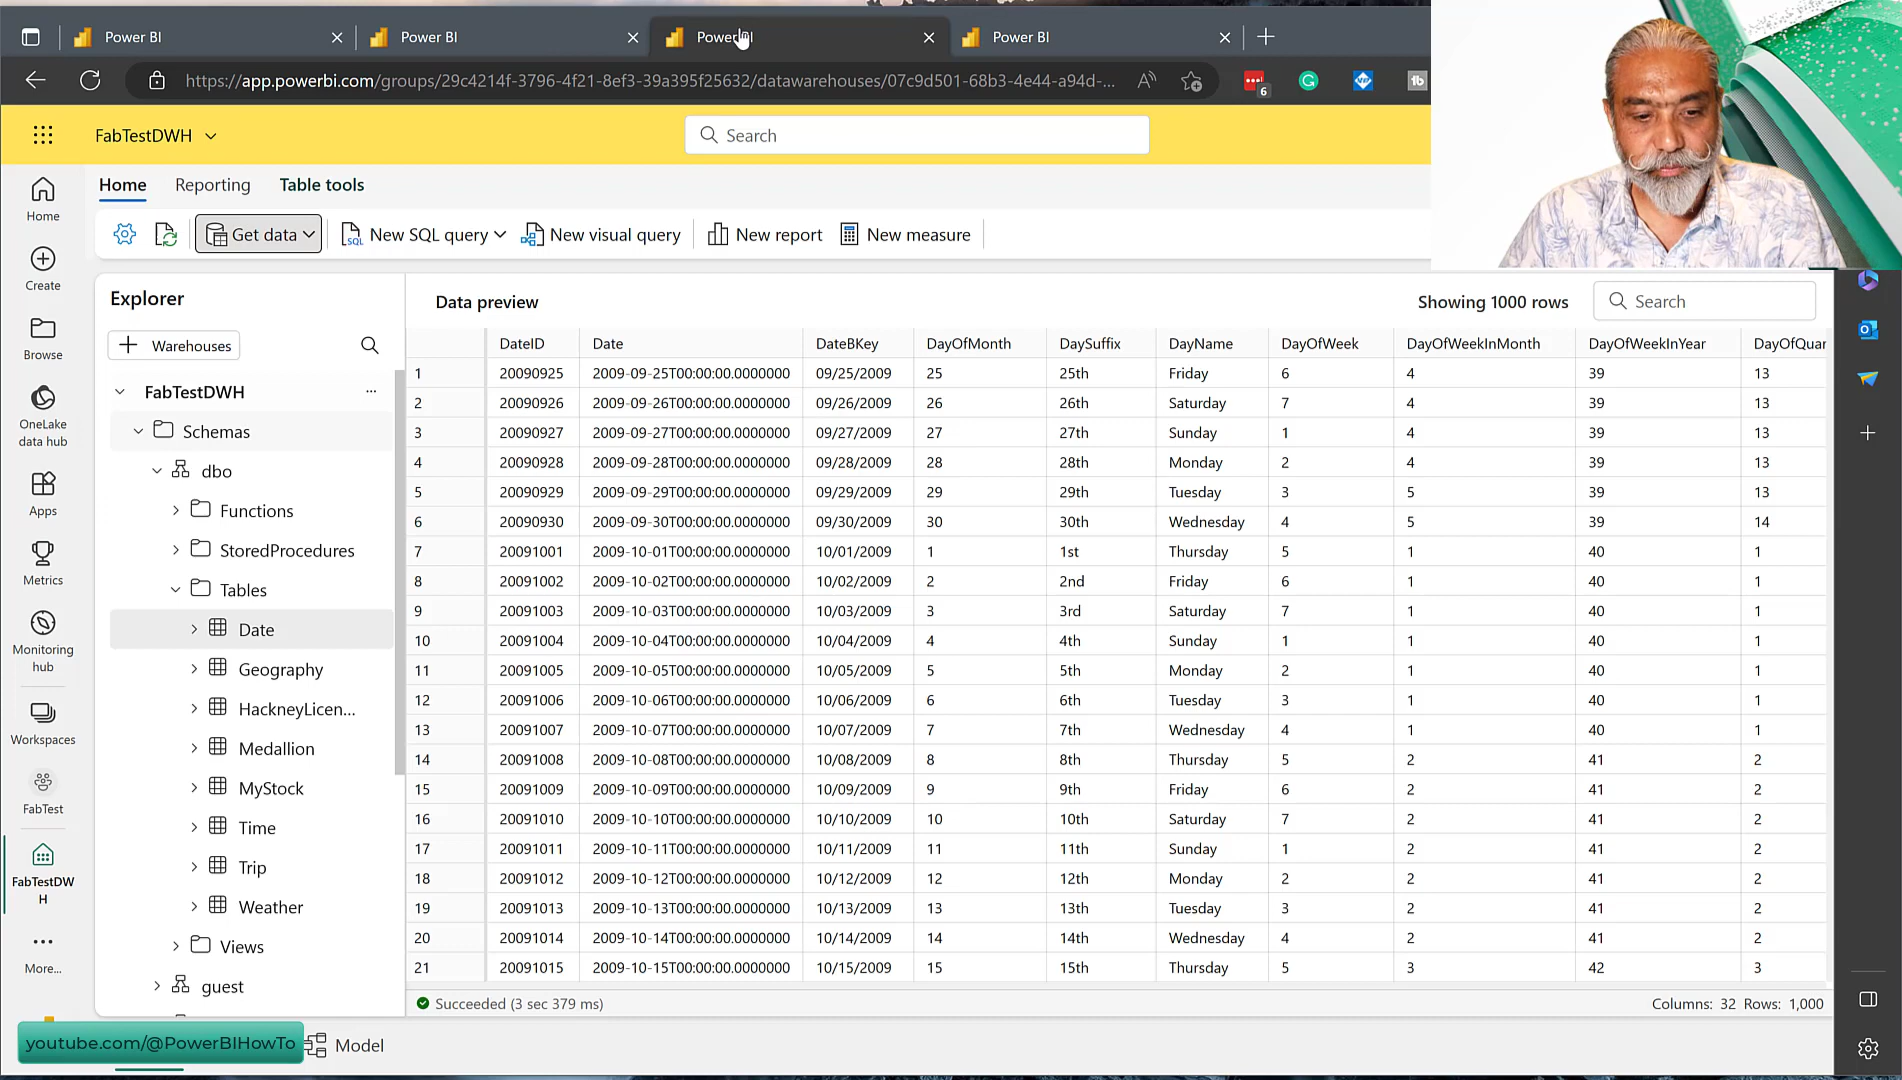 Power BI
Power BI
Power BI
Power BI
https://app.powerbi.com/groups/29c4214f-3796-4f21-8ef3-39a395f25632/datawarehouses/07c9d501-68b3-4e44-a94d-...
6
FabTestDWH
Search
Home Reporting Table tools
Get data New SQL query New visual query New report New measure
Home
Create
Browse
OneLake
data hub
Apps
Metrics
Monitoring
hub
Workspaces
FabTest
FabTestDW
H
More...
Explorer
Warehouses
FabTestDWH
Schemas
dbo
Functions
StoredProcedures
Tables
Date
Geography
HackneyLicen...
Medallion
MyStock
Time
Trip
Weather
Views
guest
Data preview Showing 1000 rows Search
DateID Date DateBKey DayOfMonth DaySuffix DayName DayOfWeek DayOfWeekInMonth DayOfWeekInYear DayOfQuar
1 20090925 2009-09-25T00:00:00.0000000 09/25/2009 25 25th Friday 6 4 39 13
2 20090926 2009-09-26T00:00:00.0000000 09/26/2009 26 26th Saturday 7 4 39 13
3 20090927 2009-09-27T00:00:00.0000000 09/27/2009 27 27th Sunday 1 4 39 13
4 20090928 2009-09-28T00:00:00.0000000 09/28/2009 28 28th Monday 2 4 39 13
5 20090929 2009-09-29T00:00:00.0000000 09/29/2009 29 29th Tuesday 3 5 39 13
6 20090930 2009-09-30T00:00:00.0000000 09/30/2009 30 30th Wednesday 4 5 39 14
7 20091001 2009-10-01T00:00:00.0000000 10/01/2009 1 1st Thursday 5 1 40 1
8 20091002 2009-10-02T00:00:00.0000000 10/02/2009 2 2nd Friday 6 1 40 1
9 20091003 2009-10-03T00:00:00.0000000 10/03/2009 3 3rd Saturday 7 1 40 1
10 20091004 2009-10-04T00:00:00.0000000 10/04/2009 4 4th Sunday 1 1 40 1
11 20091005 2009-10-05T00:00:00.0000000 10/05/2009 5 5th Monday 2 1 40 1
12 20091006 2009-10-06T00:00:00.0000000 10/06/2009 6 6th Tuesday 3 1 40 1
13 20091007 2009-10-07T00:00:00.0000000 10/07/2009 7 7th Wednesday 4 1 40 1
14 20091008 2009-10-08T00:00:00.0000000 10/08/2009 8 8th Thursday 5 2 41 2
15 20091009 2009-10-09T00:00:00.0000000 10/09/2009 9 9th Friday 6 2 41 2
16 20091010 2009-10-10T00:00:00.0000000 10/10/2009 10 10th Saturday 7 2 41 2
17 20091011 2009-10-11T00:00:00.0000000 10/11/2009 11 11th Sunday 1 2 41 2
18 20091012 2009-10-12T00:00:00.0000000 10/12/2009 12 12th Monday 2 2 41 2
19 20091013 2009-10-13T00:00:00.0000000 10/13/2009 13 13th Tuesday 3 2 41 2
20 20091014 2009-10-14T00:00:00.0000000 10/14/2009 14 14th Wednesday 4 2 41 2
21 20091015 2009-10-15T00:00:00.0000000 10/15/2009 15 15th Thursday 5 3 42 3
Succeeded (3 sec 379 ms) Columns: 32 Rows: 1,000
youtube.com/@PowerBIHowTo
Model